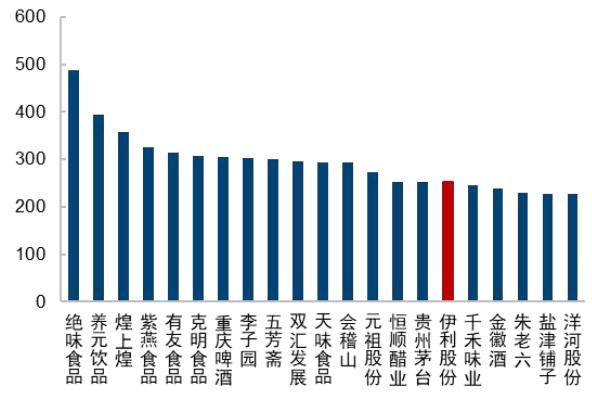 600
500
400
300
200
100
0
绝味食品
养元饮品
煌上煌
紫燕食品
有友食品
克明食品
重庆啤酒
李子园
五芳斋
双汇发展
天味食品
会稽山
元祖股份
恒顺醋业
贵州茅台
伊利股份
千禾味业
金徽酒
朱老六
盐津铺子
洋河股份